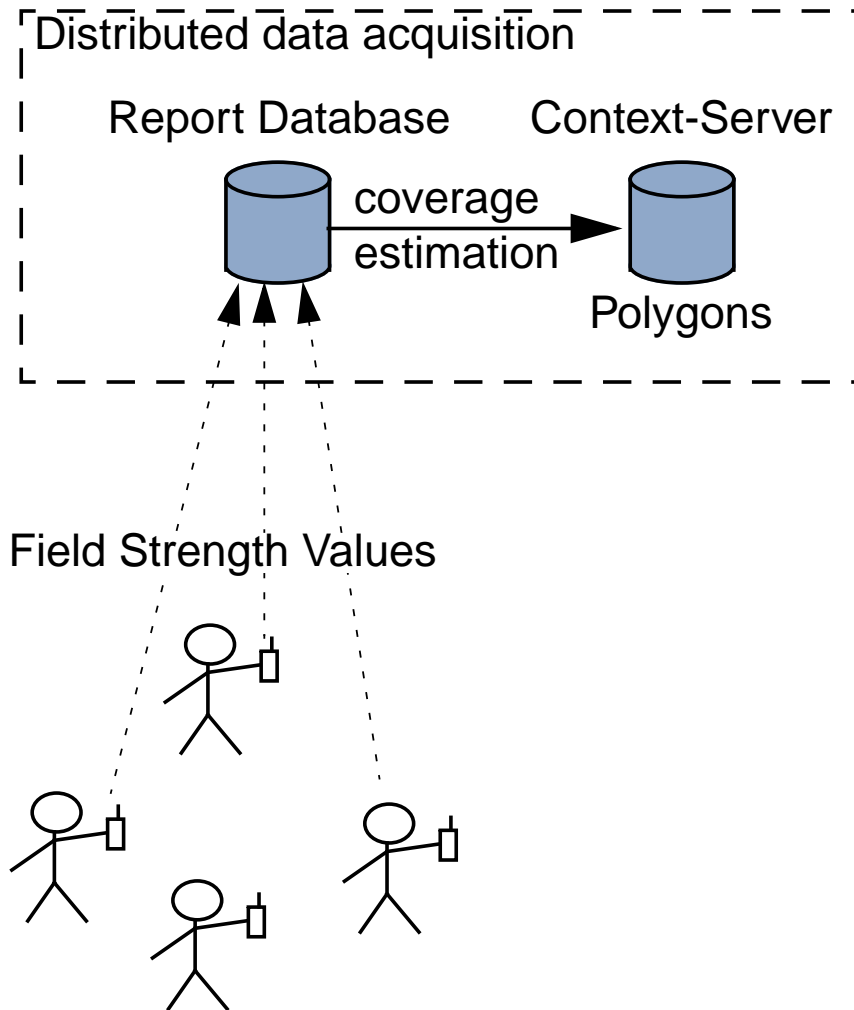 Distributed data acquisition
Report Database
Context-Server
coverage
estimation
Polygons
Field Strength Values